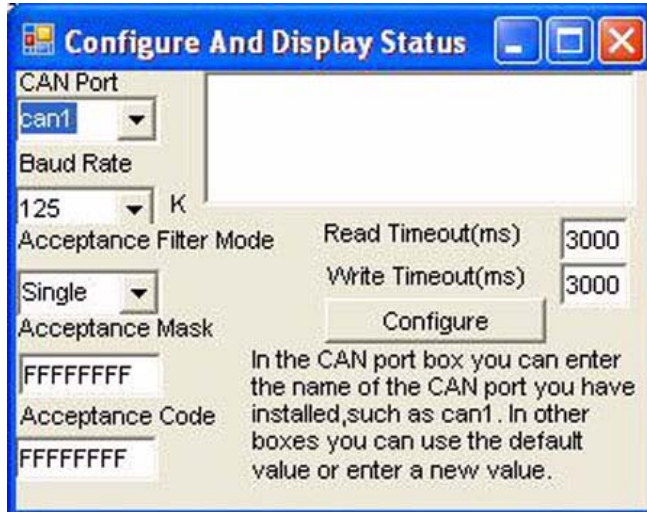 Configure And Display Status
CAN Port
can1
Baud Rate
125 K
Acceptance Filter Mode
Single
Acceptance Mask
FFFFFFFF
Acceptance Code
FFFFFFFF
Read Timeout(ms) 3000
Write Timeout(ms) 3000
Configure
In the CAN port box you can enter
the name of the CAN port you have
installed,such as can1. In other
boxes you can use the default
value or enter a new value.